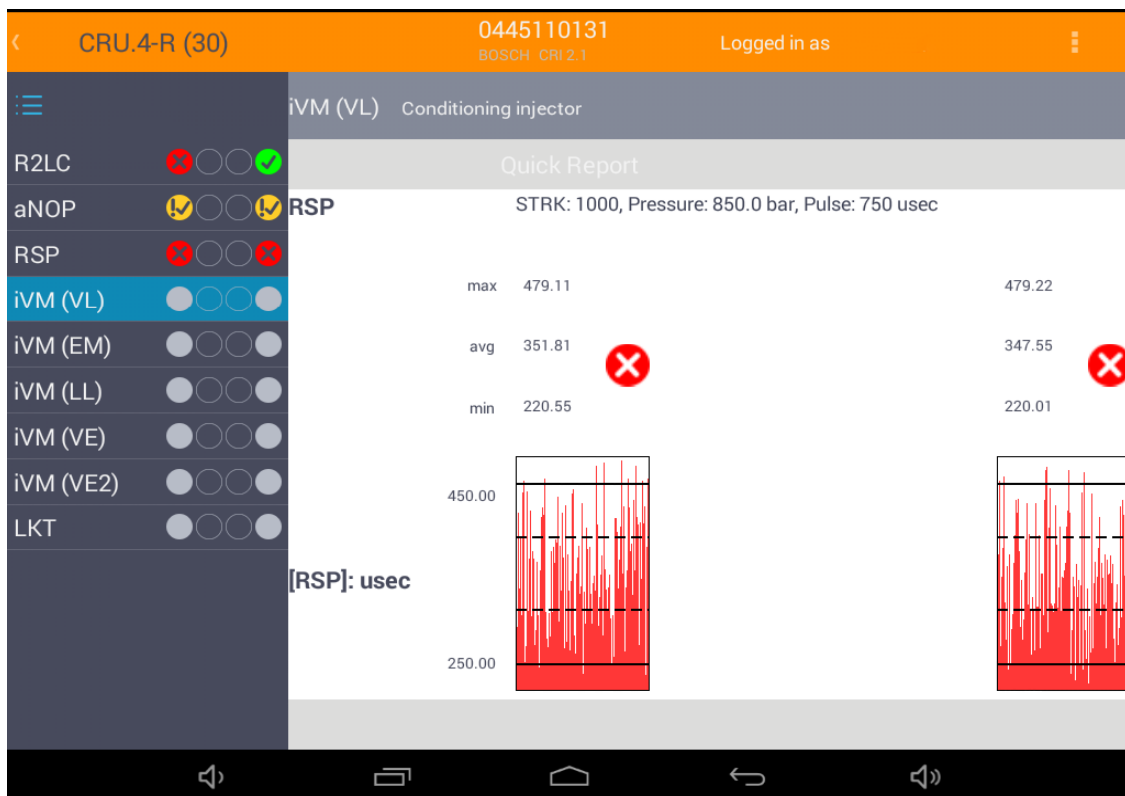 CRU.4-R (30)
0445110131
BOSCH CRI 2.1
Logged in as
iVM (VL) Conditioning injector
Quick Report
R2LC
aNOP
RSP
iVM (VL)
iVM (EM)
iVM (LL)
iVM (VE)
iVM (VE2)
LKT
RSP STRK: 1000, Pressure: 850.0 bar, Pulse: 750 usec
max 479.11 479.22
avg 351.81 347.55
min 220.55 220.01
450.00
[RSP]: usec
250.00